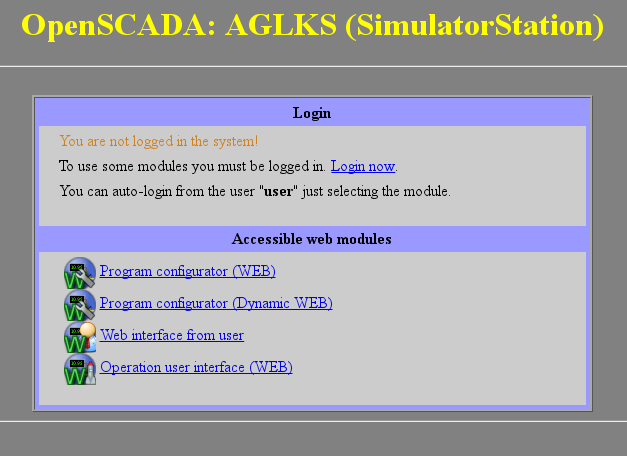 OpenSCADA: AGLKS (SimulatorStation)
Login
You are not logged in the system!
To use some modules you must be logged in. Login now.
You can auto-login from the user "user" just selecting the module.
Accessible web modules
Program configurator (WEB)
Program configurator (Dynamic WEB)
Web interface from user
Operation user interface (WEB)